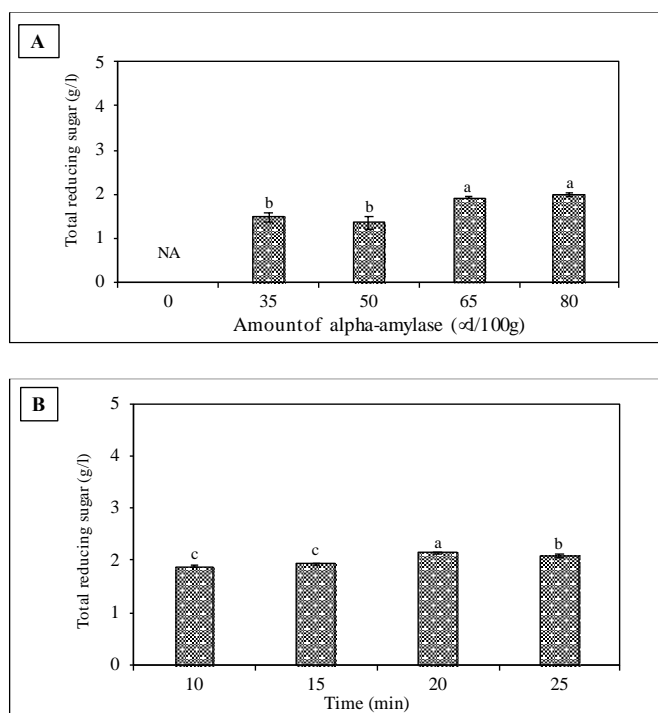 A
Total reducing sugar (g/l)
5
4
3
2
1
0
NA
b
b
a
a
0 35 50 65 80
Amountof alpha-amylase (∝l/100g)
B
Total reducing sugar (g/l)
5
4
3
2
1
0
c
c
a
b
10 15 20 25
Time (min)